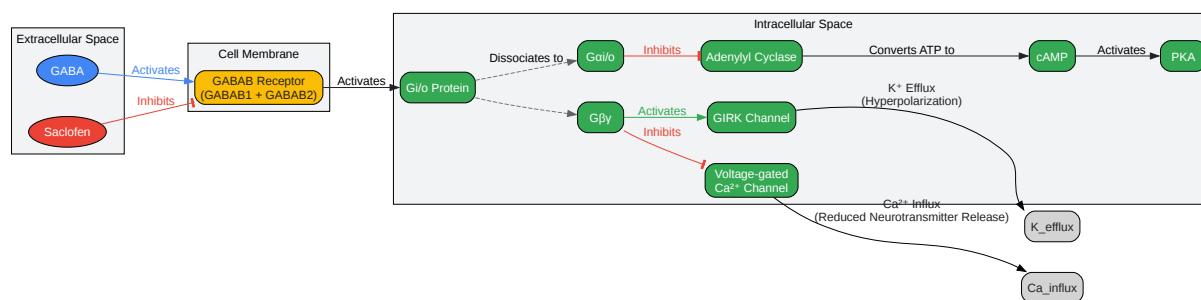 Extracellular Space
GABA
Saclofen
Activates
Inhibits
Cell Membrane
GABAB Receptor
(GABAB1 + GABAB2)
Activates
Intracellular Space
Gi/o Protein
Dissociates to
Gαi/o
Inhibits
Adenylyl Cyclase
Converts ATP to
cAMP
Activates
PKA
Gβγ
Activates
Inhibits
GIRK Channel
K⁺ Efflux
(Hyperpolarization)
Voltage-gated
Ca²⁺ Channel
Ca²⁺ Influx
(Reduced Neurotransmitter Release)
K_efflux
Ca_influx